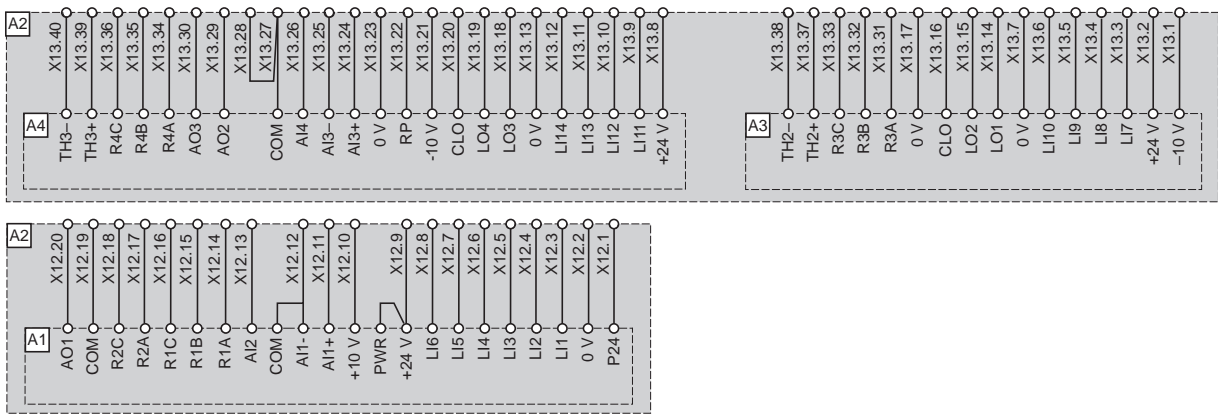 A2
X13.40 X13.39 X13.36 X13.35 X13.34 X13.30 X13.29 X13.28 X13.27 X13.26 X13.25 X13.24 X13.23 X13.22 X13.21 X13.20 X13.19 X13.18 X13.13 X13.12 X13.11 X13.10 X13.9 X13.8
A4
TH3– TH3+ R4C R4B R4A AO3 AO2 COM AI4 AI3– AI3+ 0 V RP -10 V CLO LO4 LO3 0 V LI14 LI13 LI12 LI11 +24 V
X13.38 X13.37 X13.33 X13.32 X13.31 X13.17 X13.16 X13.15 X13.14 X13.7 X13.6 X13.5 X13.4 X13.3 X13.2 X13.1
A3
TH2– TH2+ R3C R3B R3A 0 V CLO LO2 LO1 0 V LI10 LI9 LI8 LI7 +24 V –10 V
A2
X12.20 X12.19 X12.18 X12.17 X12.16 X12.15 X12.14 X12.13 X12.12 X12.11 X12.10 X12.9 X12.8 X12.7 X12.6 X12.5 X12.4 X12.3 X12.2 X12.1
A1
AO1 COM R2C R2A R1C R1B R1A AI2 COM AI1- AI1+ +10 V PWR +24 V LI6 LI5 LI4 LI3 LI2 LI1 0 V P24